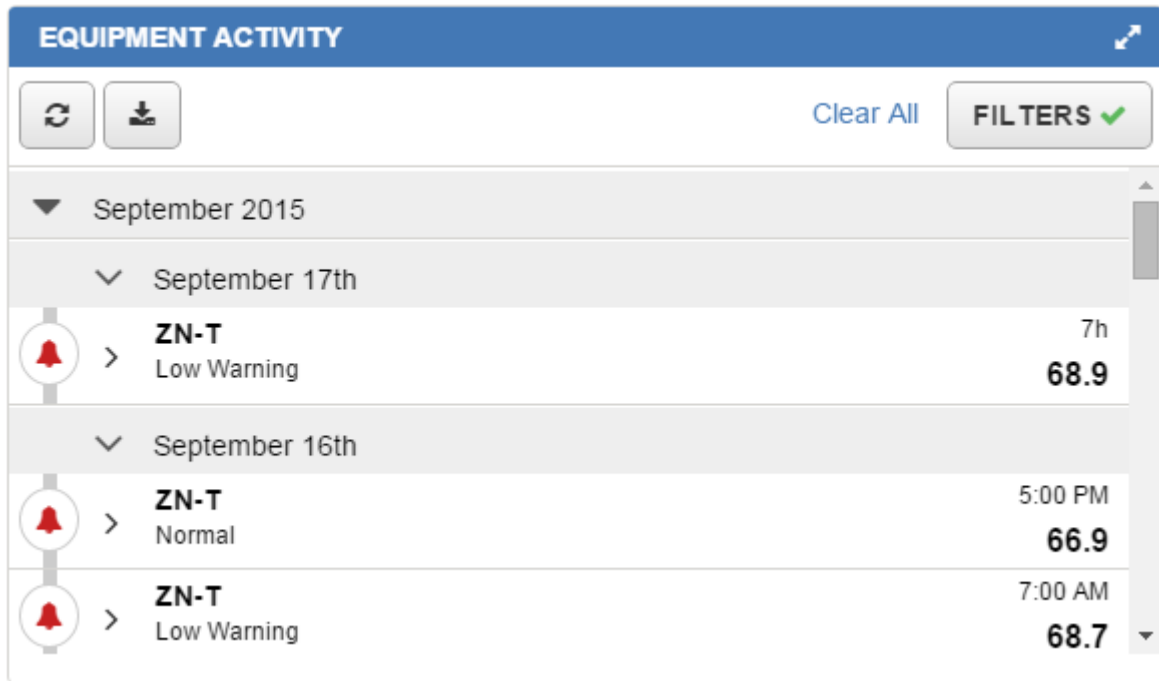 EQUIPMENT ACTIVITY
Clear All
FILTERS
September 2015
September 17th
ZN-T
7h
Low Warning
68.9
September 16th
ZN-T
5:00 PM
Normal
66.9
ZN-T
7:00 AM
Low Warning
68.7